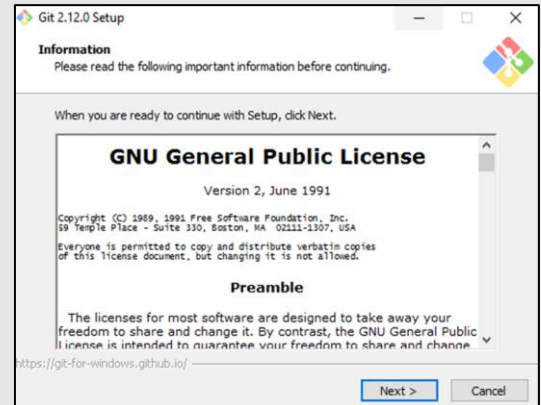 Git 2.12.0 Setup
Information
Please read the following important information before continuing.
When you are ready to continue with Setup, click Next.
GNU General Public License
Version 2, June 1991
Copyright (C) 1989, 1991 Free Software Foundation, Inc.
59 Temple Place - Suite 330, Boston, MA 02111-1307, USA
Everyone is permitted to copy and distribute verbatim copies
of this license document, but changing it is not allowed.
Preamble
The licenses for most software are designed to take away your
freedom to share and change it. By contrast, the GNU General Public
License is intended to guarantee your freedom to share and change
https://git-for-windows.github.io/
Next >
Cancel